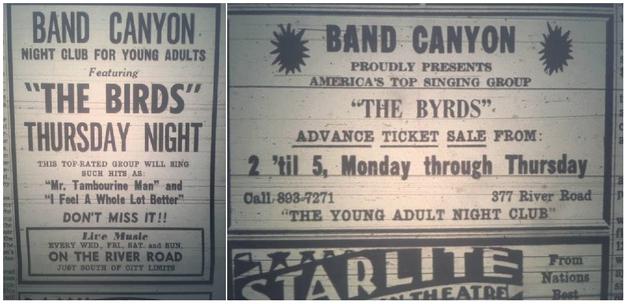 BAND CANYON
NIGHT CLUB FOR YOUNG ADULTS
Featuring
"THE BIRDS"
THURSDAY NIGHT
THIS TOP-RATED GROUP WILL SING
SUCH HITS AS:
"Mr. Tambourine Man" and
"I Feel A Whole Lot Better"
DON'T MISS IT!!
Live Music
EVERY WED., FRI., SAT. and SUN.
ON THE RIVER ROAD
JUST SOUTH OF CITY LIMITS
BAND CANYON
PROUDLY PRESENTS
AMERICA'S TOP SINGING GROUP
"THE BYRDS"
ADVANCE TICKET SALE FROM:
2 'til 5, Monday through Thursday
Call 893-7271 377 River Road
"THE YOUNG ADULT NIGHT CLUB"
STARLITE
THEATRE
From
Nations
Best